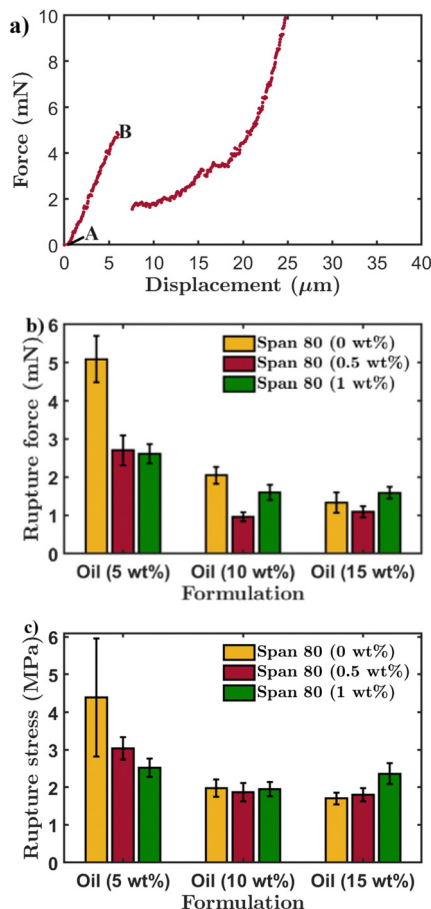 a)
10
8
6
4
2
0
Force (mN)
B
A
0 5 10 15 20 25 30 35 40
Displacement (μm)
b)
6
5
4
3
2
1
0
Rupture force (mN)
Span 80 (0 wt%)
Span 80 (0.5 wt%)
Span 80 (1 wt%)
Oil (5 wt%) Oil (10 wt%) Oil (15 wt%)
Formulation
c)
6
5
4
3
2
1
0
Rupture stress (MPa)
Span 80 (0 wt%)
Span 80 (0.5 wt%)
Span 80 (1 wt%)
Oil (5 wt%) Oil (10 wt%) Oil (15 wt%)
Formulation